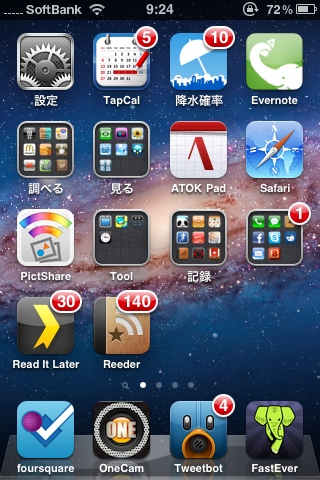 SoftBank 9:24 72%
5 10
設定 TapCal 降水確率 Evernote
調べる 見る ATOK Pad Safari
1
PictShare Tool 記録
30 140
Read It Later Reeder
ONE 4
foursquare OneCam Tweetbot FastEver